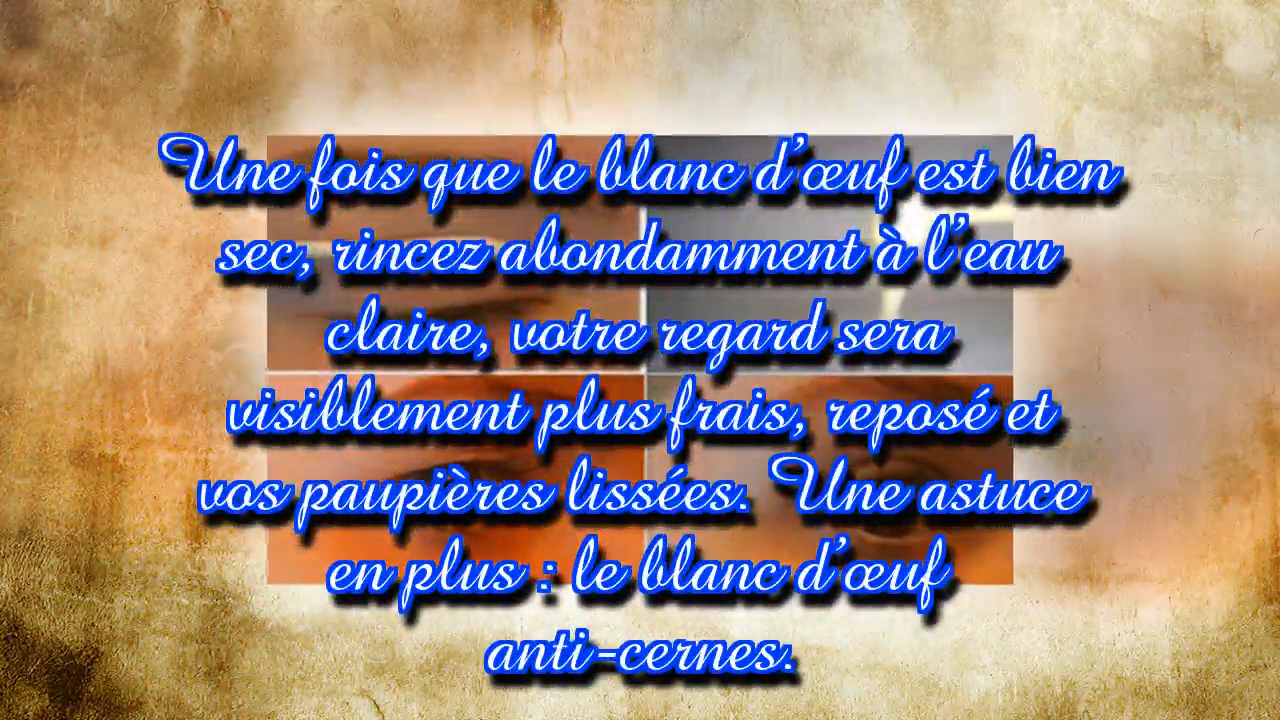 Une fois que le blanc d'œuf est bien
sec, rincez abondamment à l'eau
claire, votre regard sera
visiblement plus frais, reposé et
vos paupières lissées. Une astuce
en plus : le blanc d'œuf
anti-cernes.